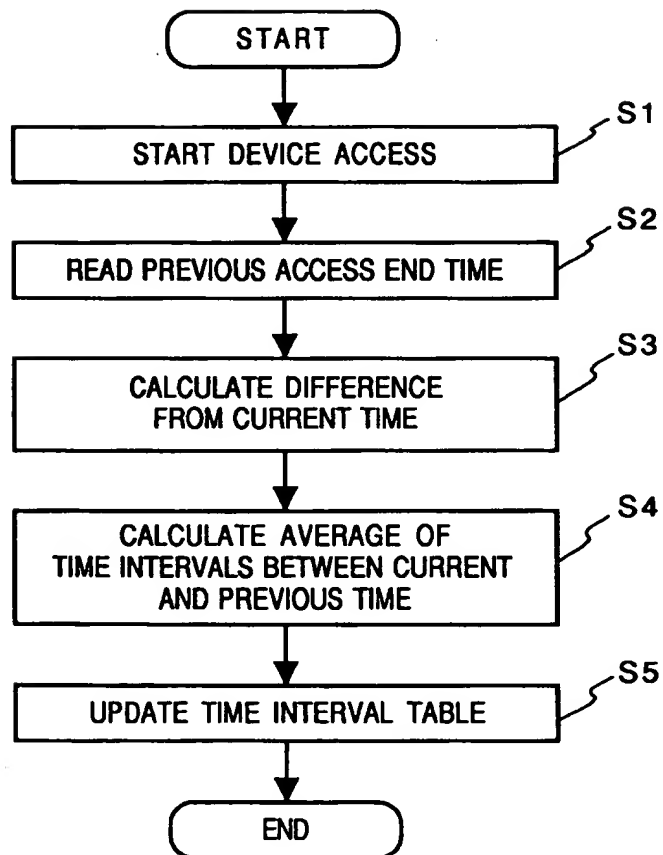 START
S1
START DEVICE ACCESS
S2
READ PREVIOUS ACCESS END TIME
S3
CALCULATE DIFFERENCE
FROM CURRENT TIME
S4
CALCULATE AVERAGE OF
TIME INTERVALS BETWEEN CURRENT
AND PREVIOUS TIME
S5
UPDATE TIME INTERVAL TABLE
END